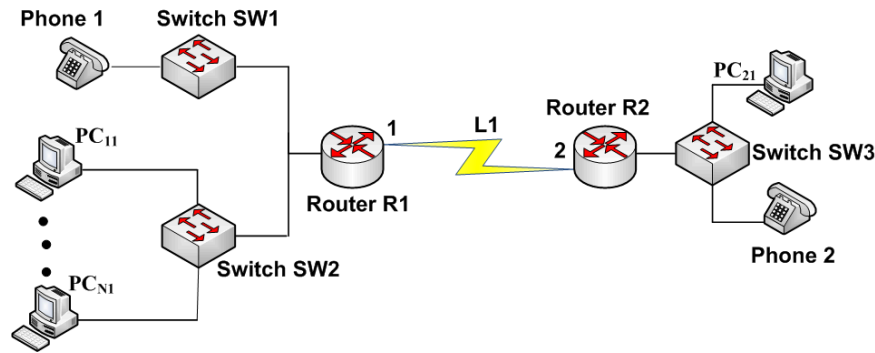 Phone 1
Switch SW1
PC11
PCN1
Switch SW2
Router R1
1
L1
2
Router R2
PC21
Switch SW3
Phone 2